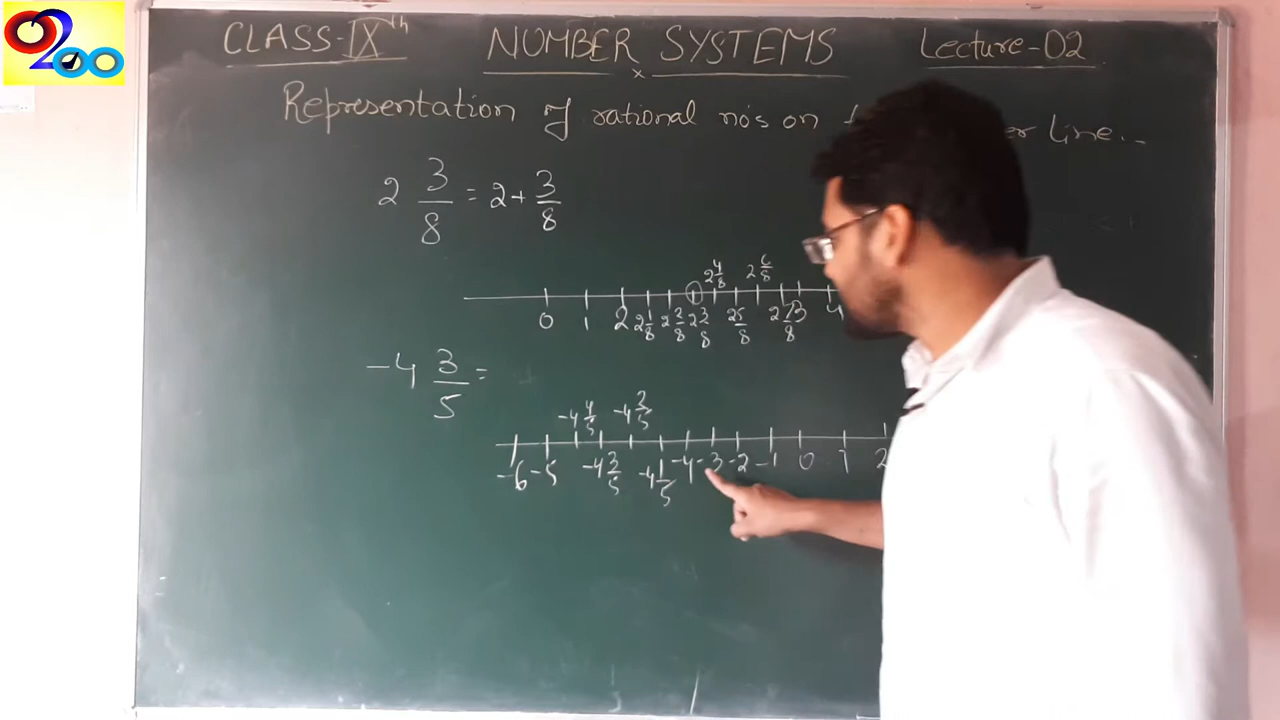 0200
CLASS-IXth NUMBER SYSTEMS Lecture-02
Representation of rational no's on line..
2 3/8 = 2 + 3/8
2 4/8 2 6/8
0 1 2 2 1/8 2 2/8 2 3/8 2 5/8 2 7/8 3 4
-4 3/5 =
-4 4/5 -4 2/5
-6 -5 -4 3/5 -4 1/5 -4 -3 -2 -1 0 1 2